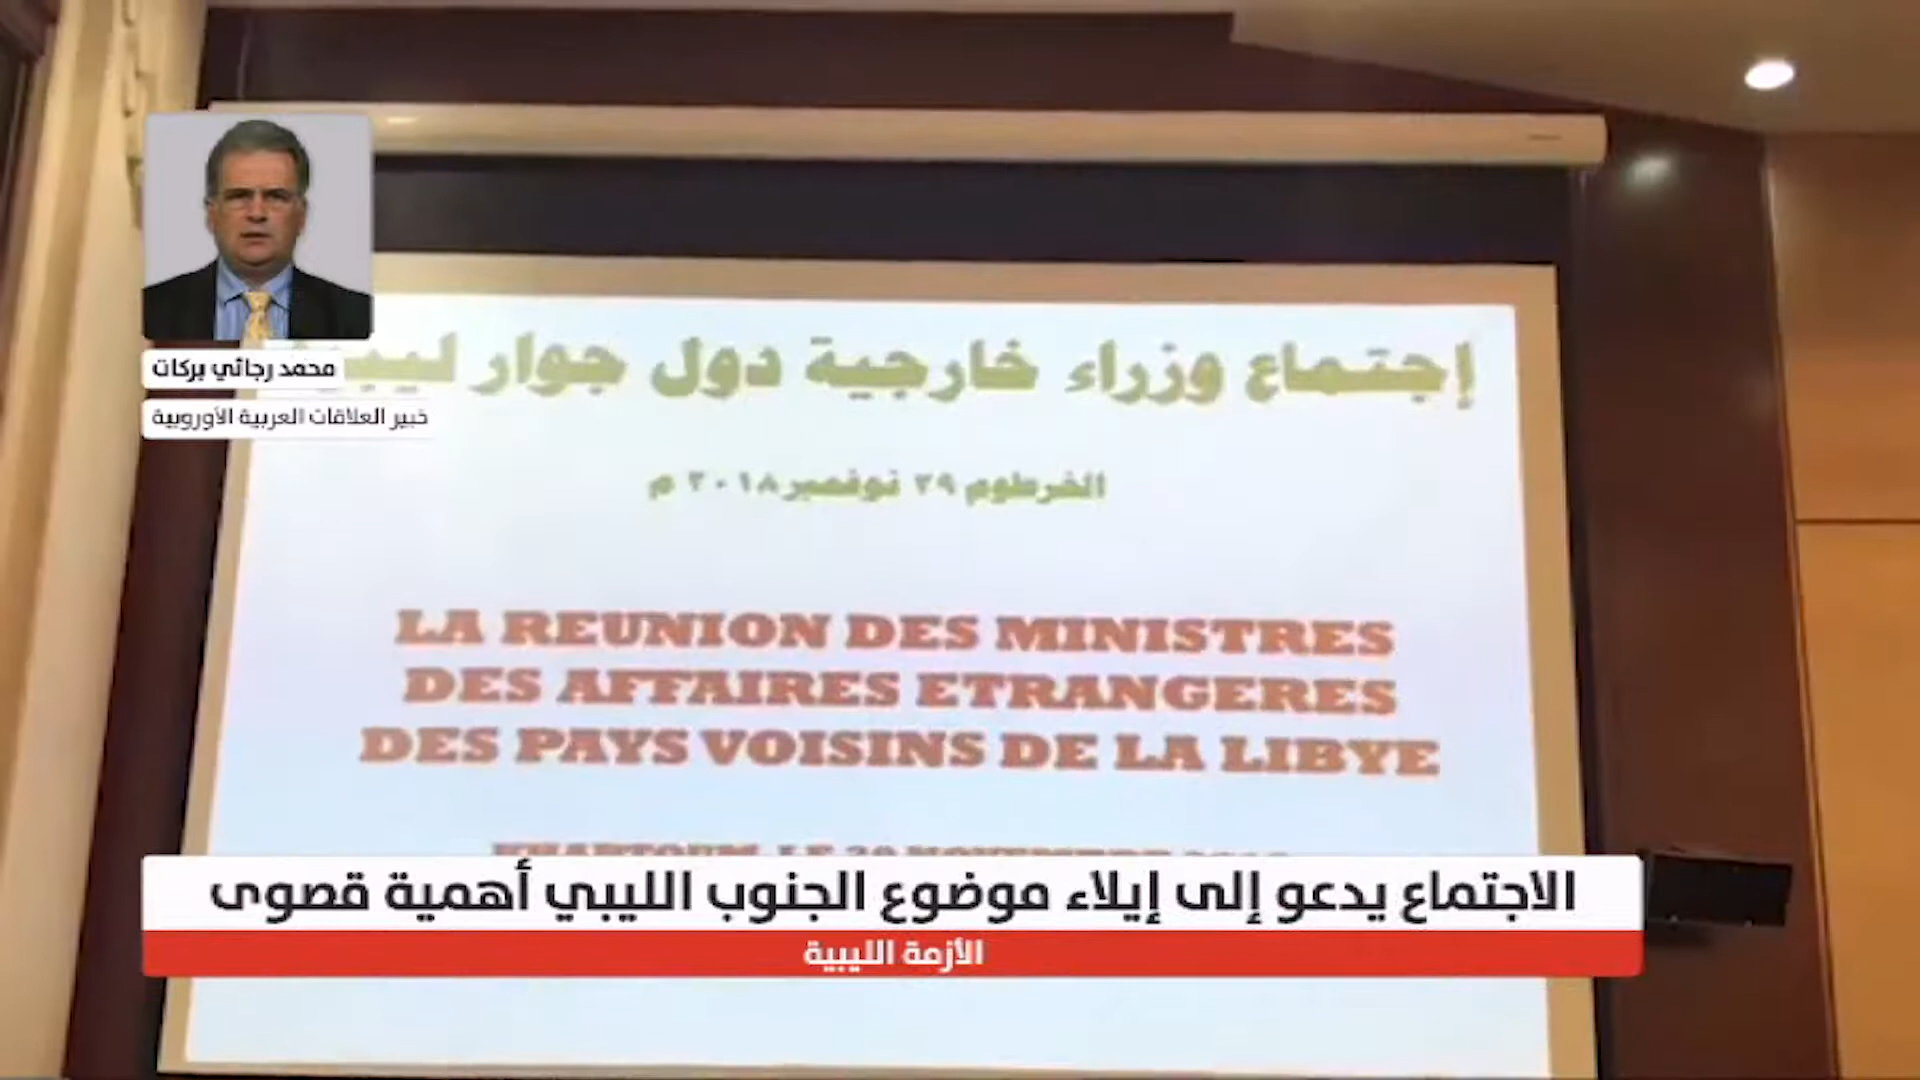 إجتماع وزراء خارجية دول جوار
الخرطوم ٢٩ نوفمبر ٢٠١٨ م
محمد رجائي بركات
خبير العلاقات العربية الأوروبية
LA REUNION DES MINISTRES
DES AFFAIRES ETRANGERES
DES PAYS VOISINS DE LA LIBYE
الاجتماع يدعو إلى إيلاء موضوع الجنوب الليبي أهمية قصوى
الأزمة الليبية